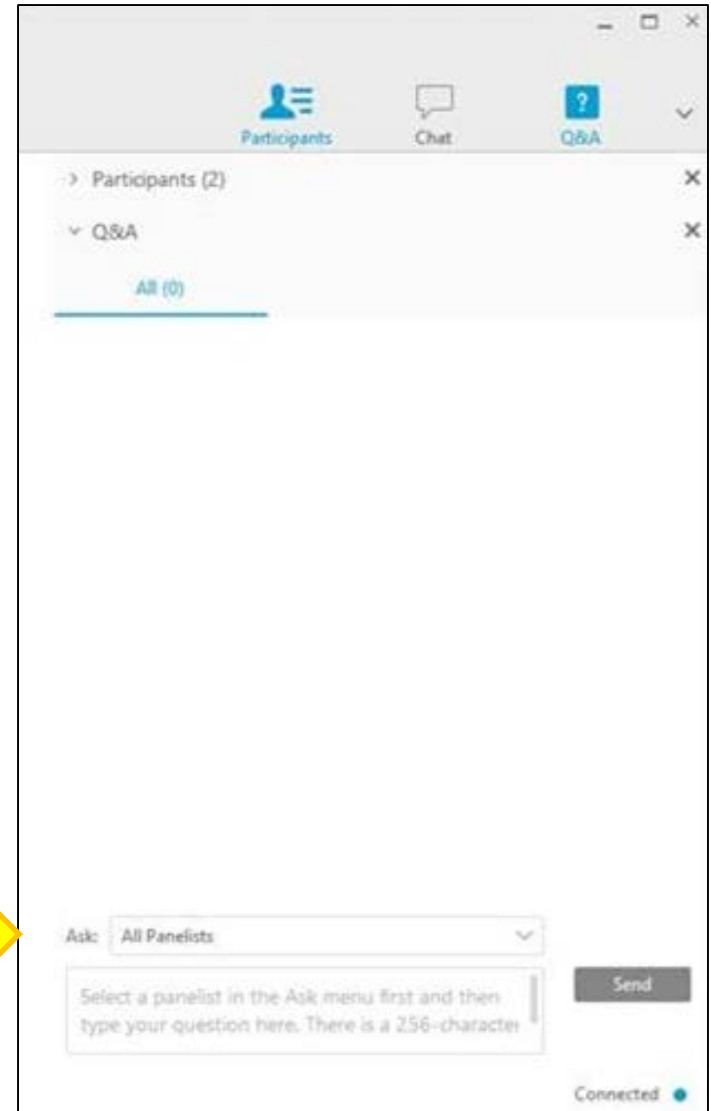 Participants Chat Q&A
Participants (2)
Q&A
All (0)
Ask: All Panelists
Select a panelist in the Ask menu first and then
type your question here. There is a 256-character
Send
Connected